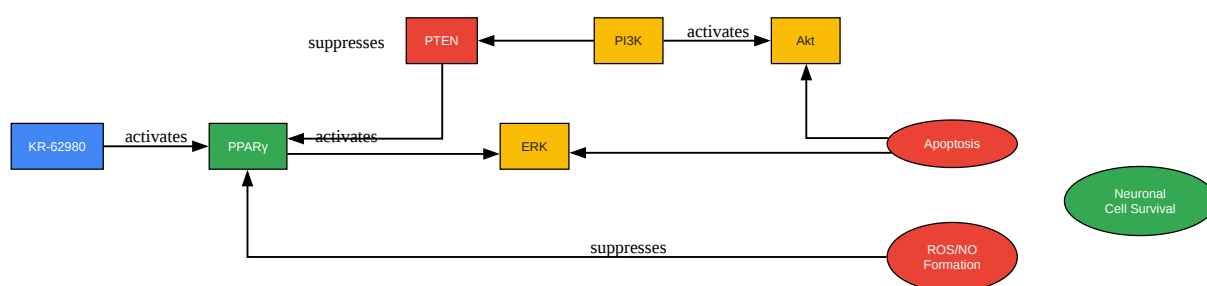 suppresses
PTEN
PI3K
activates
Akt
KR-62980
activates
PPARγ
activates
ERK
Apoptosis
Neuronal
Cell Survival
suppresses
ROS/NO
Formation